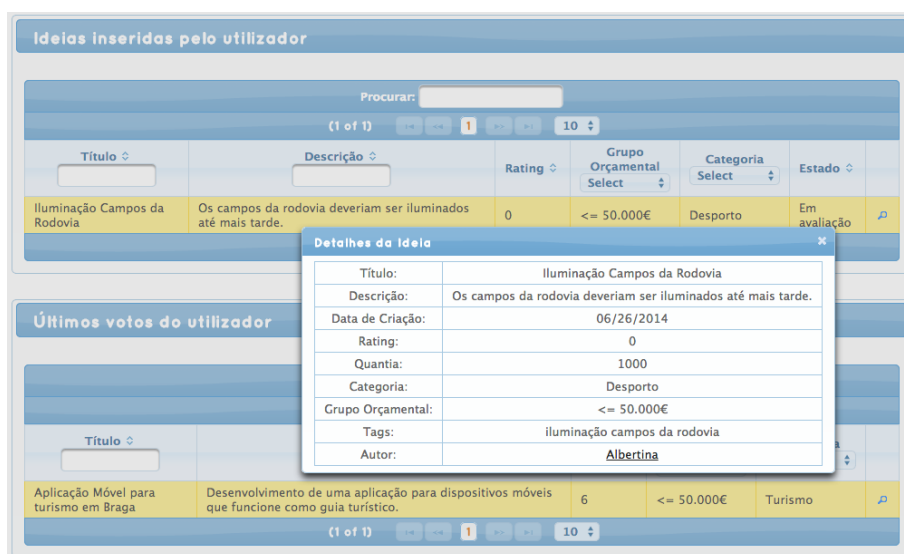 Ideias inseridas pelo utilizador
Procurar:
(1 of 1) 1 10
Título Descrição Rating Grupo Orçamental Select Categoria Select Estado
Iluminação Campos da Rodovia Os campos da rodovia deveriam ser iluminados até mais tarde. 0 <= 50.000€ Desporto Em avaliação
Detalhes da Ideia
Título: Iluminação Campos da Rodovia
Descrição: Os campos da rodovia deveriam ser iluminados até mais tarde.
Data de Criação: 06/26/2014
Rating: 0
Quantia: 1000
Categoria: Desporto
Grupo Orçamental: <= 50.000€
Tags: iluminação campos da rodovia
Autor: Albertina
Últimos votos do utilizador
Título
Aplicação Móvel para turismo em Braga Desenvolvimento de uma aplicação para dispositivos móveis que funcione como guia turístico. 6 <= 50.000€ Turismo
(1 of 1) 1 10